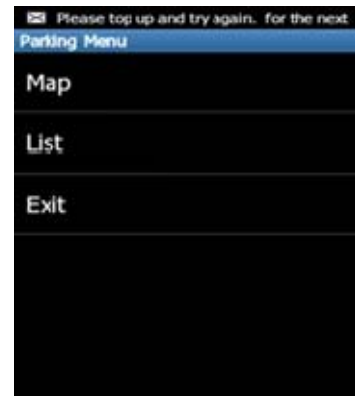 Please top up and try again. for the next
Parking Menu
Map
List
Exit